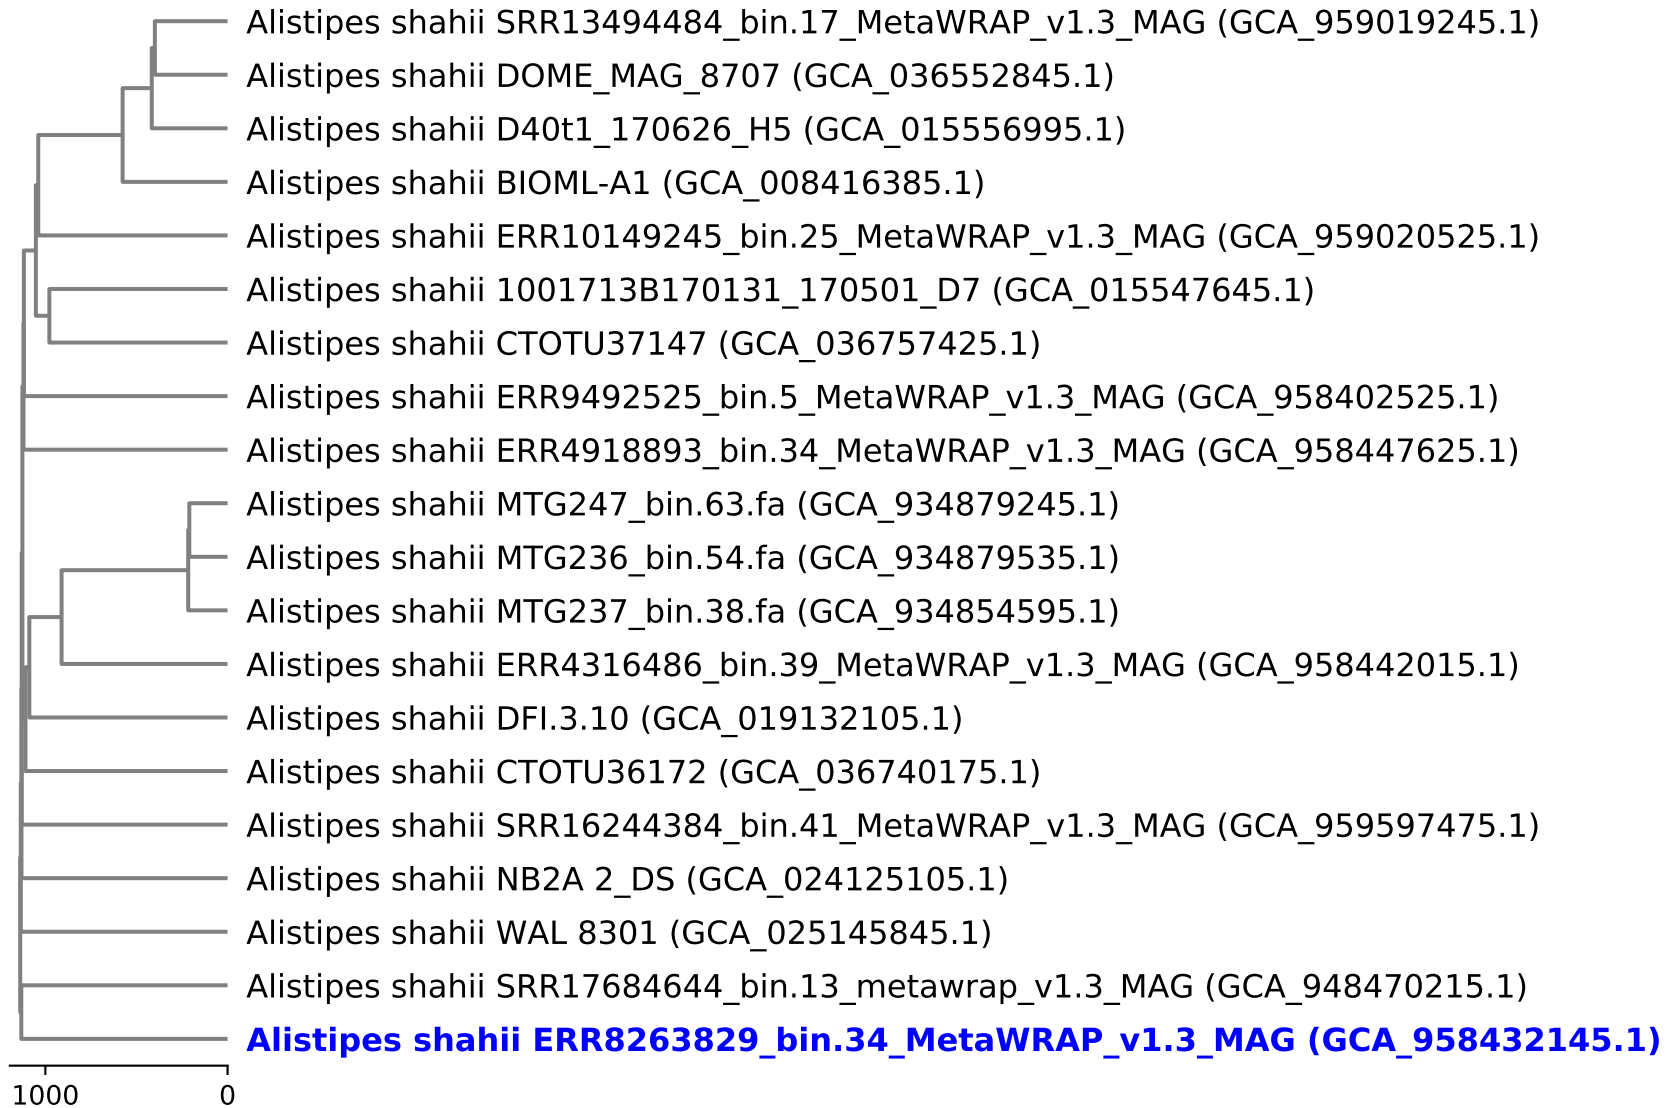 Alistipes shahii SRR13494484_bin.17_MetaWRAP_v1.3_MAG (GCA_959019245.1)
Alistipes shahii DOME_MAG_8707 (GCA_036552845.1)
Alistipes shahii D40t1_170626_H5 (GCA_015556995.1)
Alistipes shahii BIOML-A1 (GCA_008416385.1)
Alistipes shahii ERR10149245_bin.25_MetaWRAP_v1.3_MAG (GCA_959020525.1)
Alistipes shahii 1001713B170131_170501_D7 (GCA_015547645.1)
Alistipes shahii CTOTU37147 (GCA_036757425.1)
Alistipes shahii ERR9492525_bin.5_MetaWRAP_v1.3_MAG (GCA_958402525.1)
Alistipes shahii ERR4918893_bin.34_MetaWRAP_v1.3_MAG (GCA_958447625.1)
Alistipes shahii MTG247_bin.63.fa (GCA_934879245.1)
Alistipes shahii MTG236_bin.54.fa (GCA_934879535.1)
Alistipes shahii MTG237_bin.38.fa (GCA_934854595.1)
Alistipes shahii ERR4316486_bin.39_MetaWRAP_v1.3_MAG (GCA_958442015.1)
Alistipes shahii DFI.3.10 (GCA_019132105.1)
Alistipes shahii CTOTU36172 (GCA_036740175.1)
Alistipes shahii SRR16244384_bin.41_MetaWRAP_v1.3_MAG (GCA_959597475.1)
Alistipes shahii NB2A 2_DS (GCA_024125105.1)
Alistipes shahii WAL 8301 (GCA_025145845.1)
Alistipes shahii SRR17684644_bin.13_metawrap_v1.3_MAG (GCA_948470215.1)
Alistipes shahii ERR8263829_bin.34_MetaWRAP_v1.3_MAG (GCA_958432145.1)
1000 0